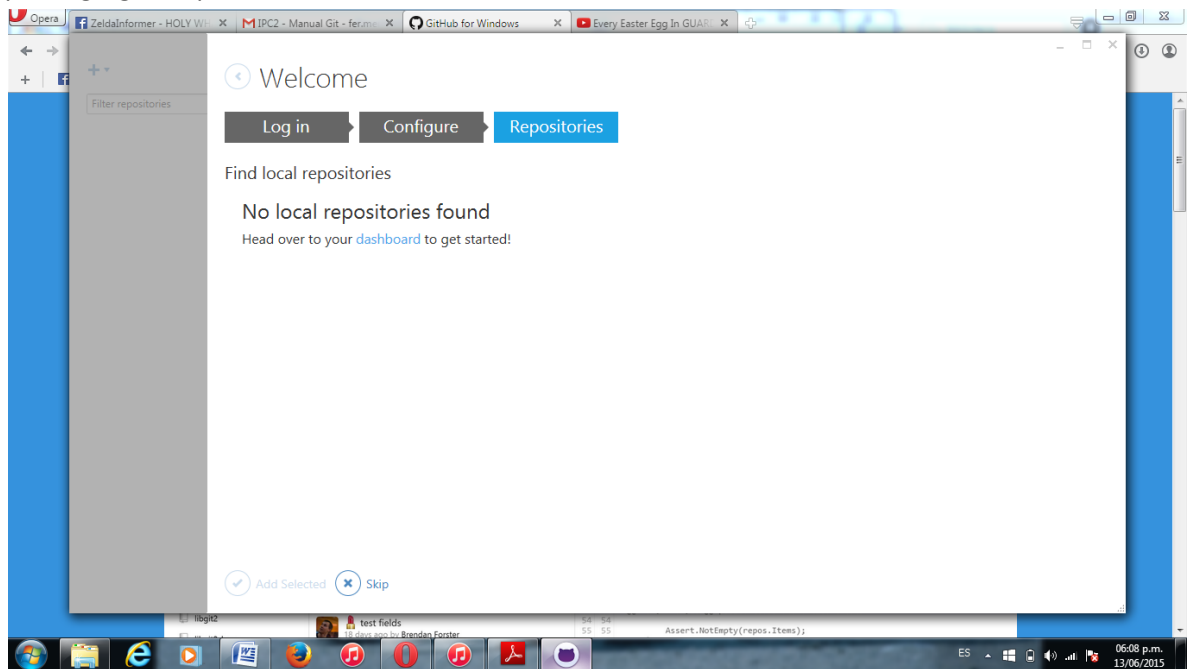 Opera
ZeldaInformer - HOLY WH
IPC2 - Manual Git - fer.me
GitHub for Windows
Every Easter Egg In GUAR
Filter repositories
Welcome
Log in
Configure
Repositories
Find local repositories
No local repositories found
Head over to your dashboard to get started!
Add Selected
Skip
libgit2
test fields
18 days ago by Brendan Forster
54 54
55 55 Assert.NotEmpty(repos.Items);
ES
06:08 p.m.
13/06/2015